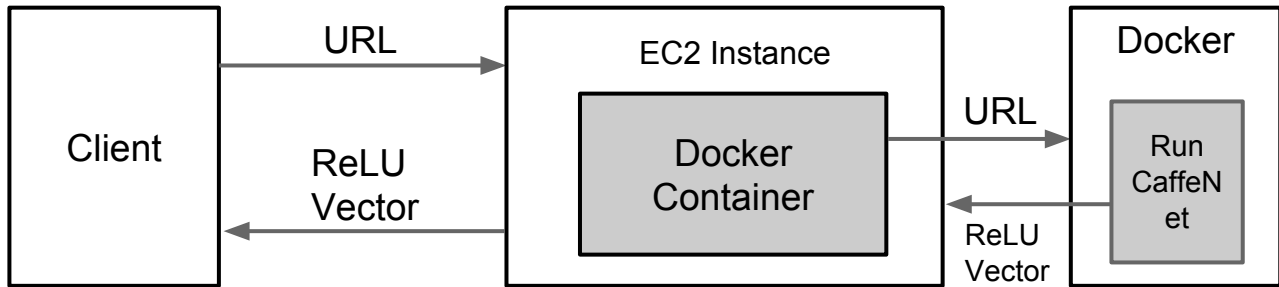 Client
URL
ReLU
Vector
EC2 Instance
Docker
Container
URL
ReLU
Vector
Docker
Run
CaffeN
et